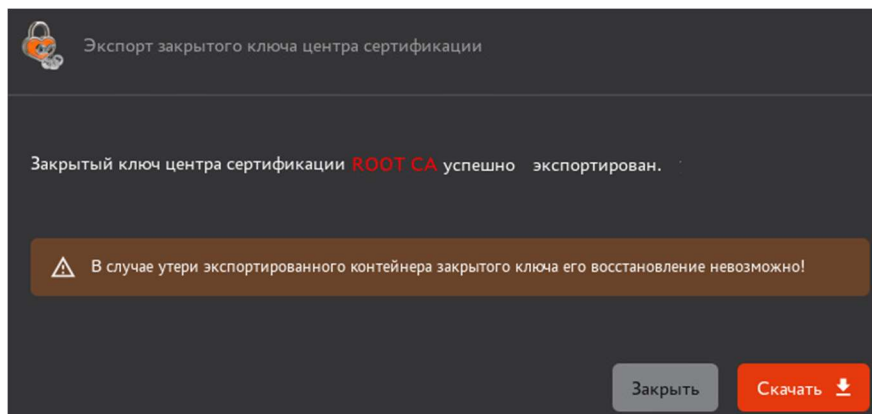 Экспорт закрытого ключа центра сертификации
Закрытый ключ центра сертификации ROOT CA успешно экспортирован.
В случае утери экспортированного контейнера закрытого ключа его восстановление невозможно!
Закрыть
Скачать